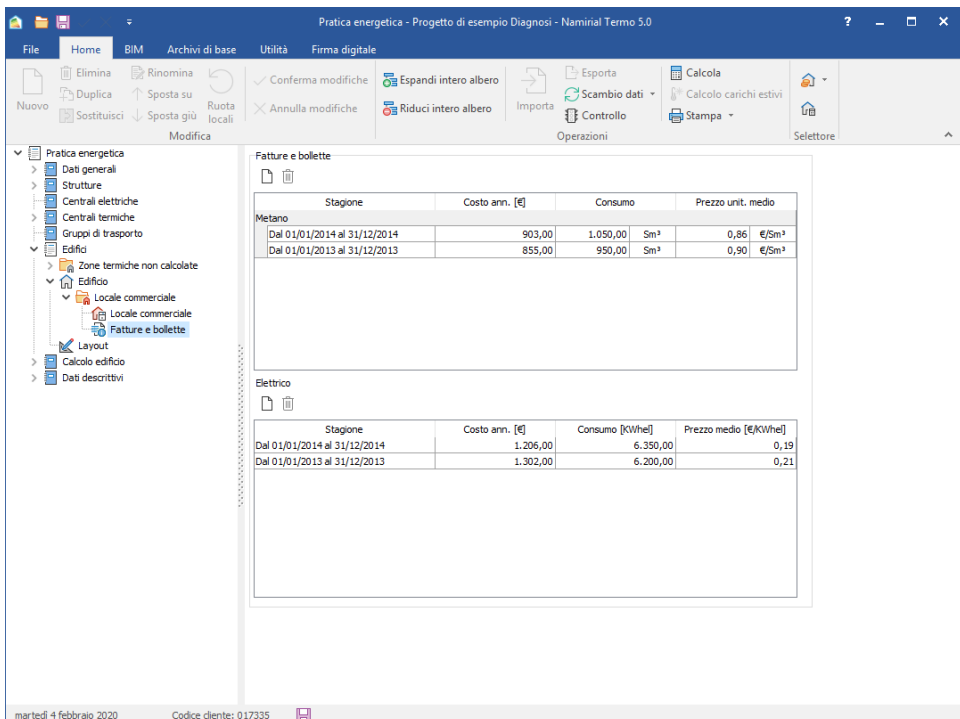 Pratica energetica - Progetto di esempio Diagnosi - Namirial Termo 5.0
File Home BIM Archivi di base Utilità Firma digitale
Nuovo
Elimina
Duplica
Sostituisci
Rinomina
Sposta su
Sposta giù
Ruota
locali
Modifica
Conferma modifiche
Annulla modifiche
Espandi intero albero
Riduci intero albero
Importa
Esporta
Scambio dati
Controllo
Calcola
Calcolo carichi estivi
Stampa
Operazioni
Selettore
Pratica energetica
Dati generali
Strutture
Centrali elettriche
Centrali termiche
Gruppi di trasporto
Edifici
Zone termiche non calcolate
Edificio
Locale commerciale
Locale commerciale
Fatture e bollette
Layout
Calcolo edificio
Dati descrittivi
Fatture e bollette
Stagione Costo ann. [€] Consumo Prezzo unit. medio
Metano
Dal 01/01/2014 al 31/12/2014 903,00 1.050,00 Sm³ 0,86 €/Sm³
Dal 01/01/2013 al 31/12/2013 855,00 950,00 Sm³ 0,90 €/Sm³
Elettrico
Stagione Costo ann. [€] Consumo [KWhel] Prezzo medio [€/KWhel]
Dal 01/01/2014 al 31/12/2014 1.206,00 6.350,00 0,19
Dal 01/01/2013 al 31/12/2013 1.302,00 6.200,00 0,21
martedì 4 febbraio 2020 Codice cliente: 017335